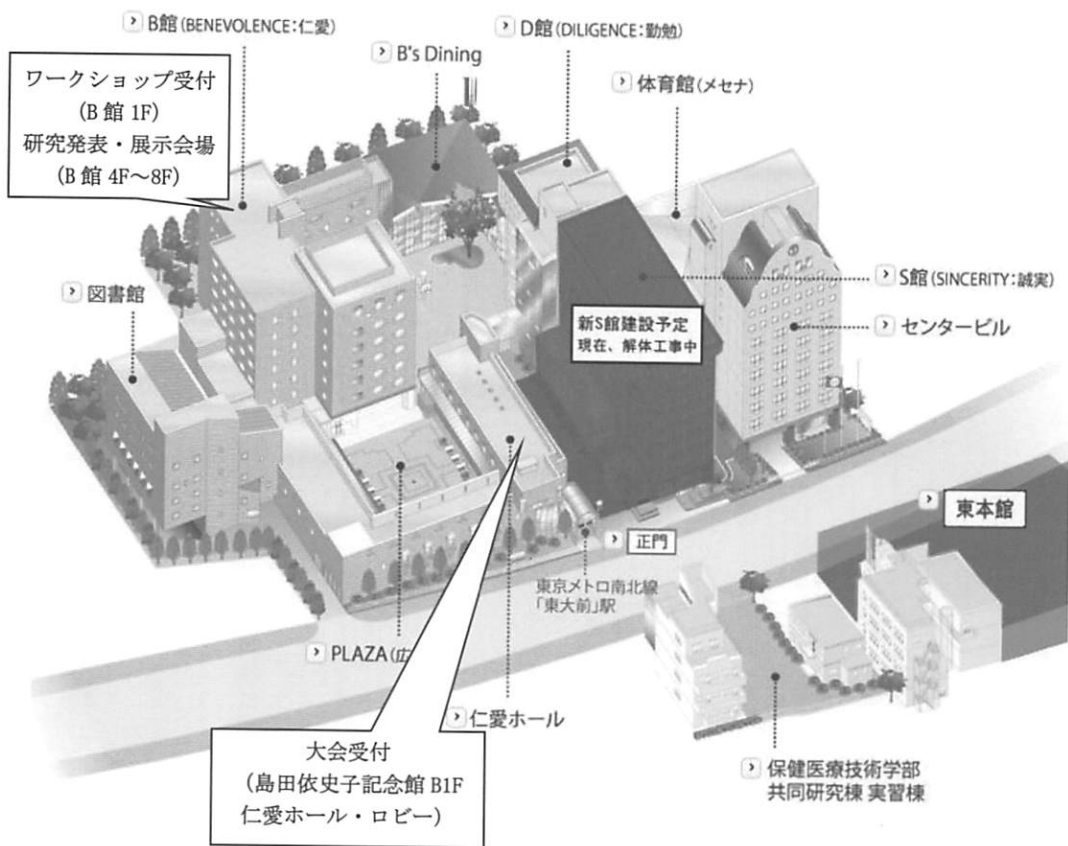 B館(BENEVOLENCE:仁愛)
D館(DILIGENCE:勤勉)
B's Dining
体育館(メセナ)
ワークショップ受付
(B館 1F)
研究発表・展示会場
(B館 4F〜8F)
図書館
S館(SINCERITY:誠実)
センタービル
新S館建設予定
現在、解体工事中
東本館
正門
東京メトロ南北線
「東大前」駅
PLAZA(広
仁愛ホール
大会受付
(島田依史子記念館 B1F
仁愛ホール・ロビー)
保健医療技術学部
共同研究棟 実習棟